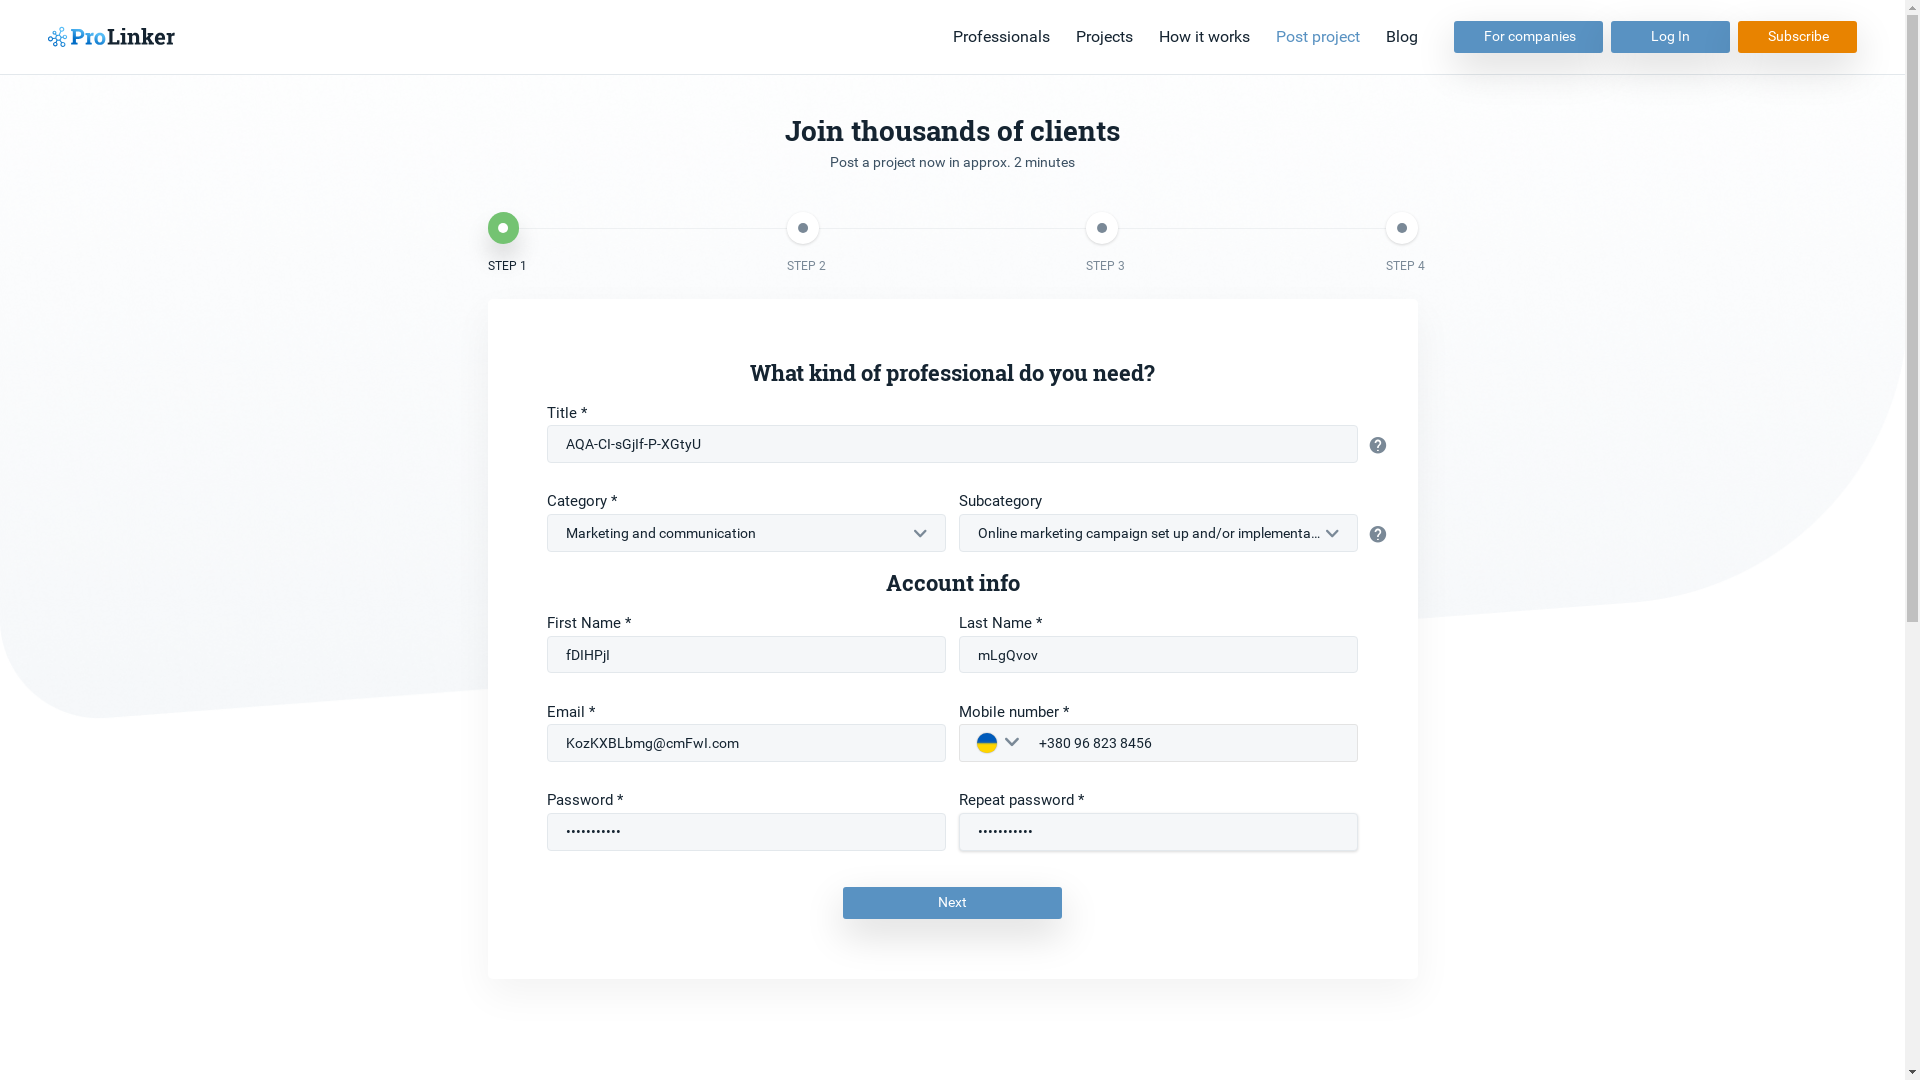 ProLinker
Professionals
Projects
How it works
Post project
Blog
For companies
Log In
Subscribe
Join thousands of clients
Post a project now in approx. 2 minutes
STEP 1
STEP 2
STEP 3
STEP 4
What kind of professional do you need?
Title *
AQA-CI-sGjlf-P-XGtyU
Category *
Subcategory
Marketing and communication
Online marketing campaign set up and/or implementa...
Account info
First Name *
Last Name *
fDIHPjI
mLgQvov
Email *
Mobile number *
KozKXBLbmg@cmFwI.com
+380 96 823 8456
Password *
Repeat password *
•••••••••••
•••••••••••
Next